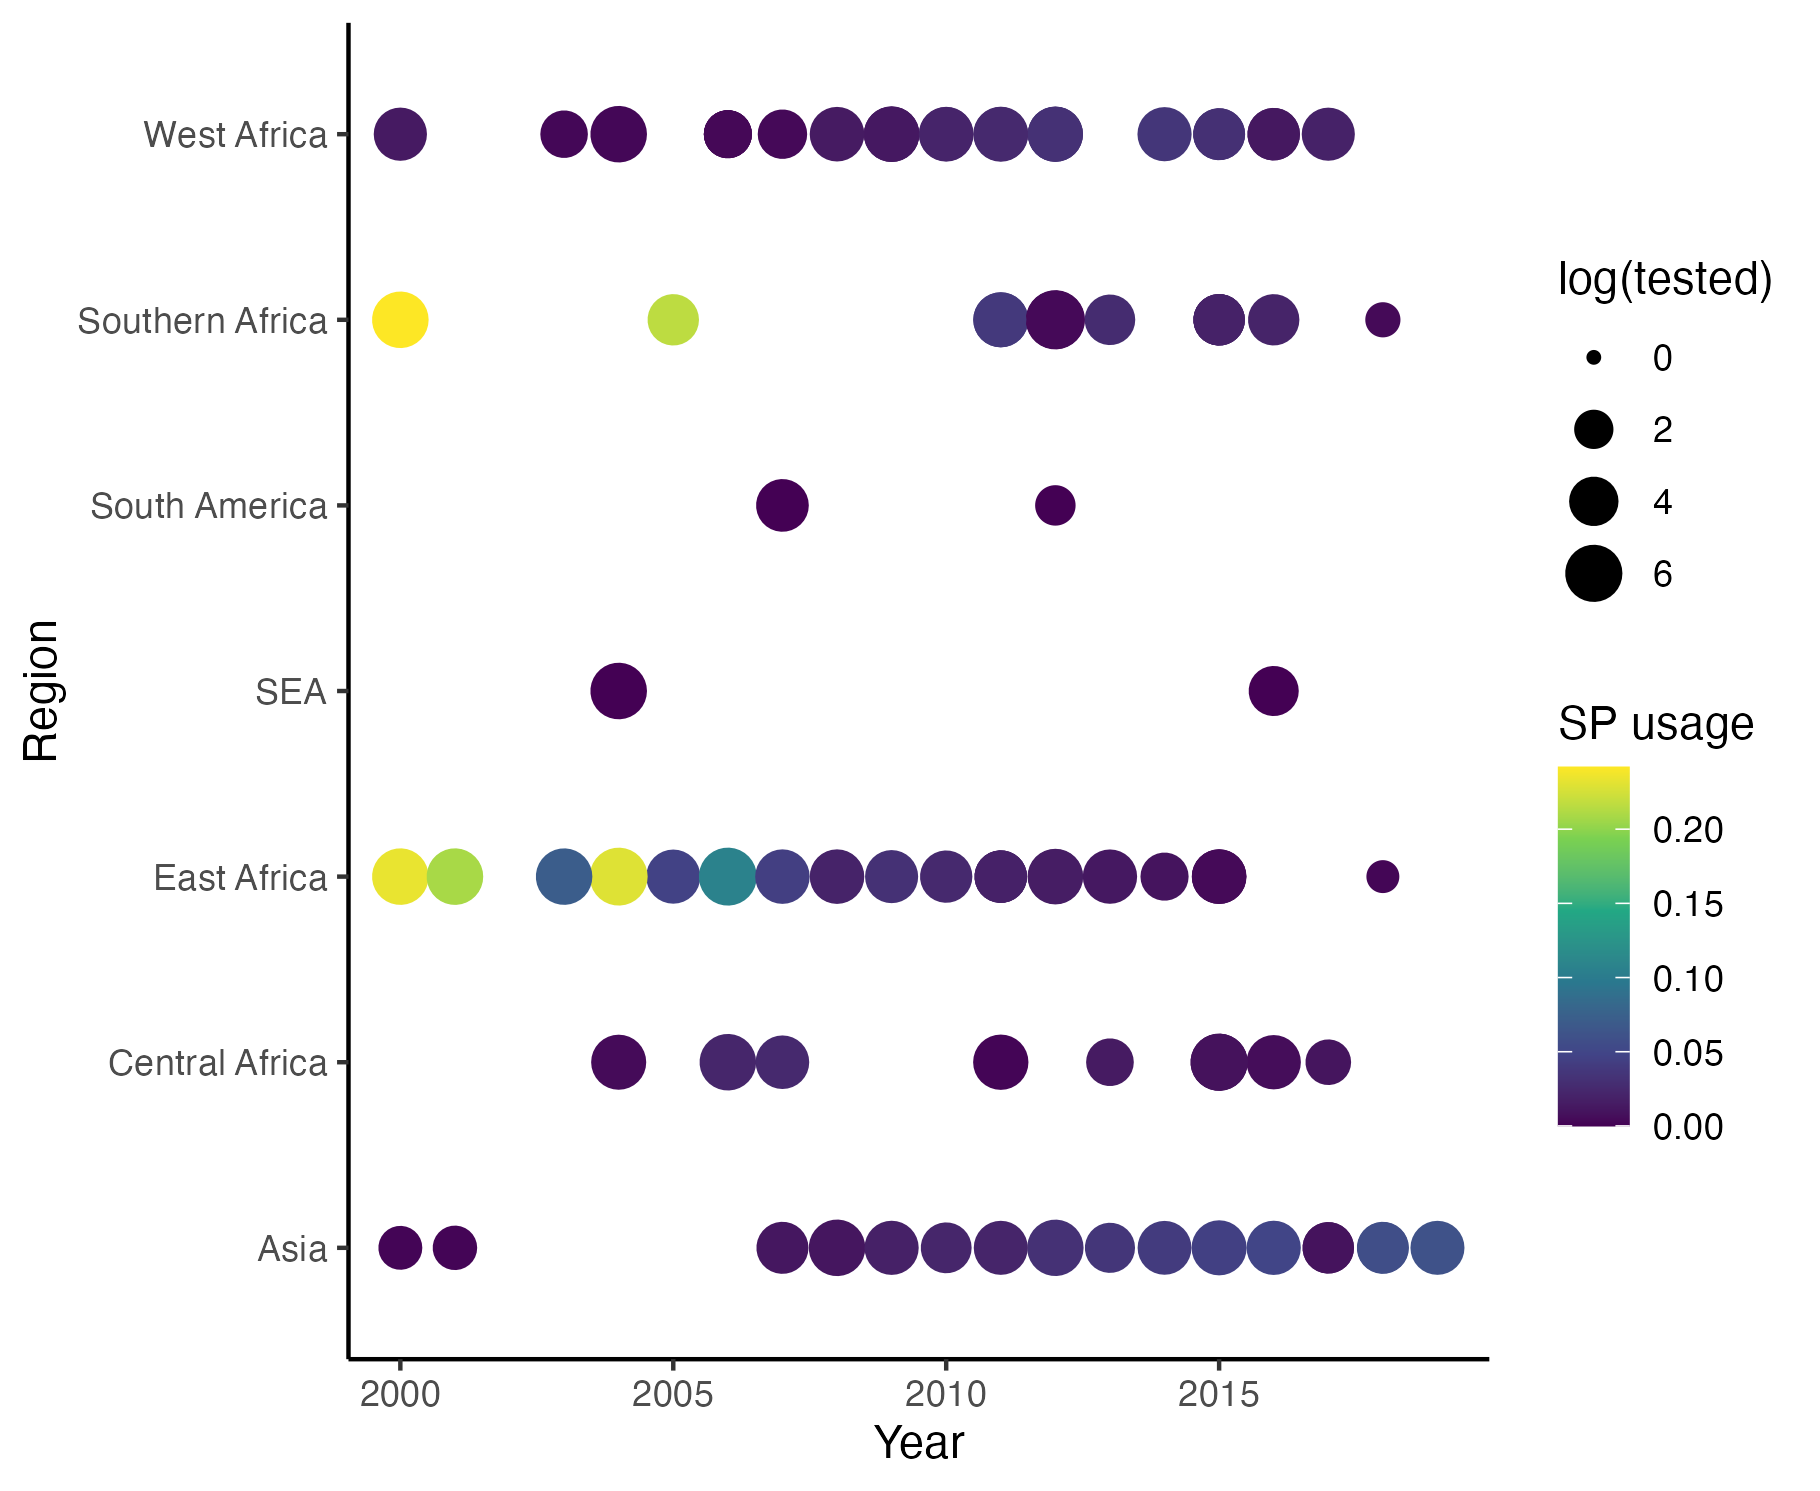 West Africa
Southern Africa
South America
SEA
East Africa
Central Africa
Asia
Region
2000
2005
2010
2015
Year
log(tested)
0
2
4
6
SP usage
0.20
0.15
0.10
0.05
0.00